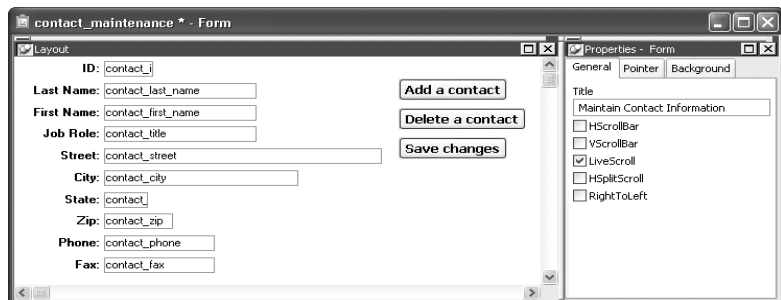 contact_maintenance * - Form
Layout
ID: contact_i
Last Name: contact_last_name
First Name: contact_first_name
Job Role: contact_title
Street: contact_street
City: contact_city
State: contact_
Zip: contact_zip
Phone: contact_phone
Fax: contact_fax
Add a contact
Delete a contact
Save changes
Properties - Form
General Pointer Background
Title
Maintain Contact Information
HScrollBar
VScrollBar
LiveScroll
HSplitScroll
RightToLeft